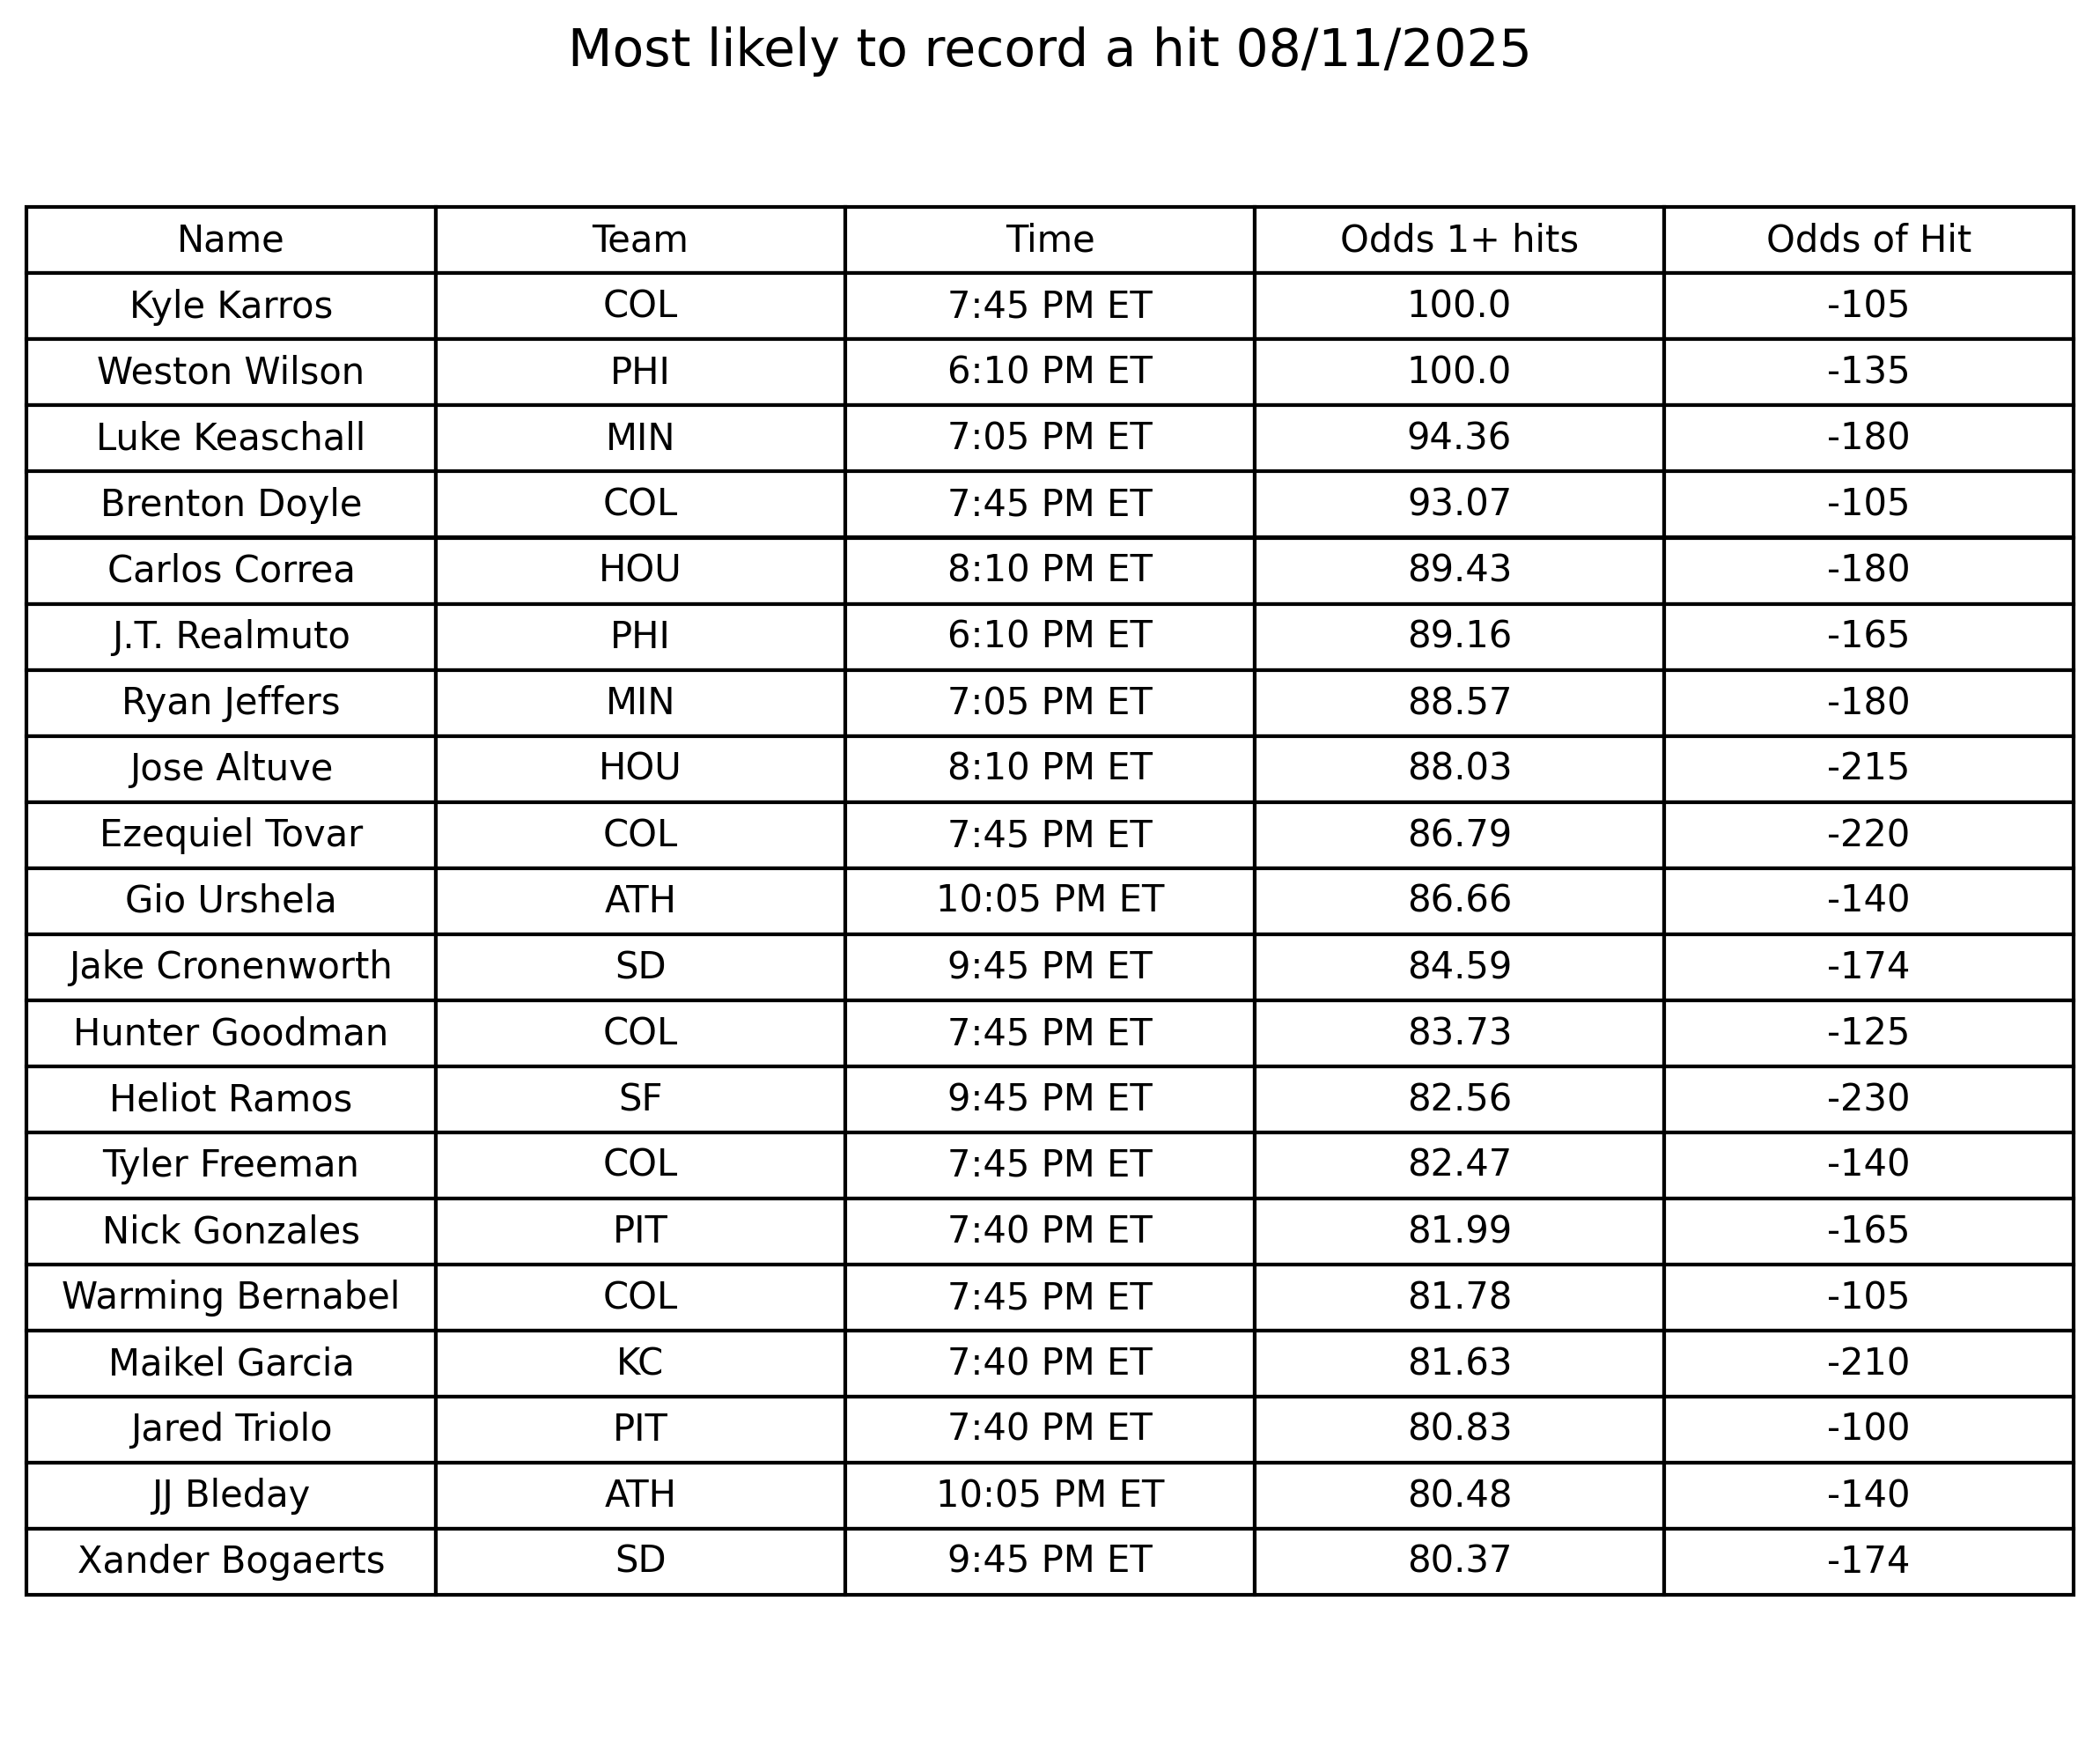 Most likely to record a hit 08/11/2025
Name Team Time Odds 1+ hits Odds of Hit
Kyle Karros COL 7:45 PM ET 100.0 -105
Weston Wilson PHI 6:10 PM ET 100.0 -135
Luke Keaschall MIN 7:05 PM ET 94.36 -180
Brenton Doyle COL 7:45 PM ET 93.07 -105
Carlos Correa HOU 8:10 PM ET 89.43 -180
J.T. Realmuto PHI 6:10 PM ET 89.16 -165
Ryan Jeffers MIN 7:05 PM ET 88.57 -180
Jose Altuve HOU 8:10 PM ET 88.03 -215
Ezequiel Tovar COL 7:45 PM ET 86.79 -220
Gio Urshela ATH 10:05 PM ET 86.66 -140
Jake Cronenworth SD 9:45 PM ET 84.59 -174
Hunter Goodman COL 7:45 PM ET 83.73 -125
Heliot Ramos SF 9:45 PM ET 82.56 -230
Tyler Freeman COL 7:45 PM ET 82.47 -140
Nick Gonzales PIT 7:40 PM ET 81.99 -165
Warming Bernabel COL 7:45 PM ET 81.78 -105
Maikel Garcia KC 7:40 PM ET 81.63 -210
Jared Triolo PIT 7:40 PM ET 80.83 -100
JJ Bleday ATH 10:05 PM ET 80.48 -140
Xander Bogaerts SD 9:45 PM ET 80.37 -174